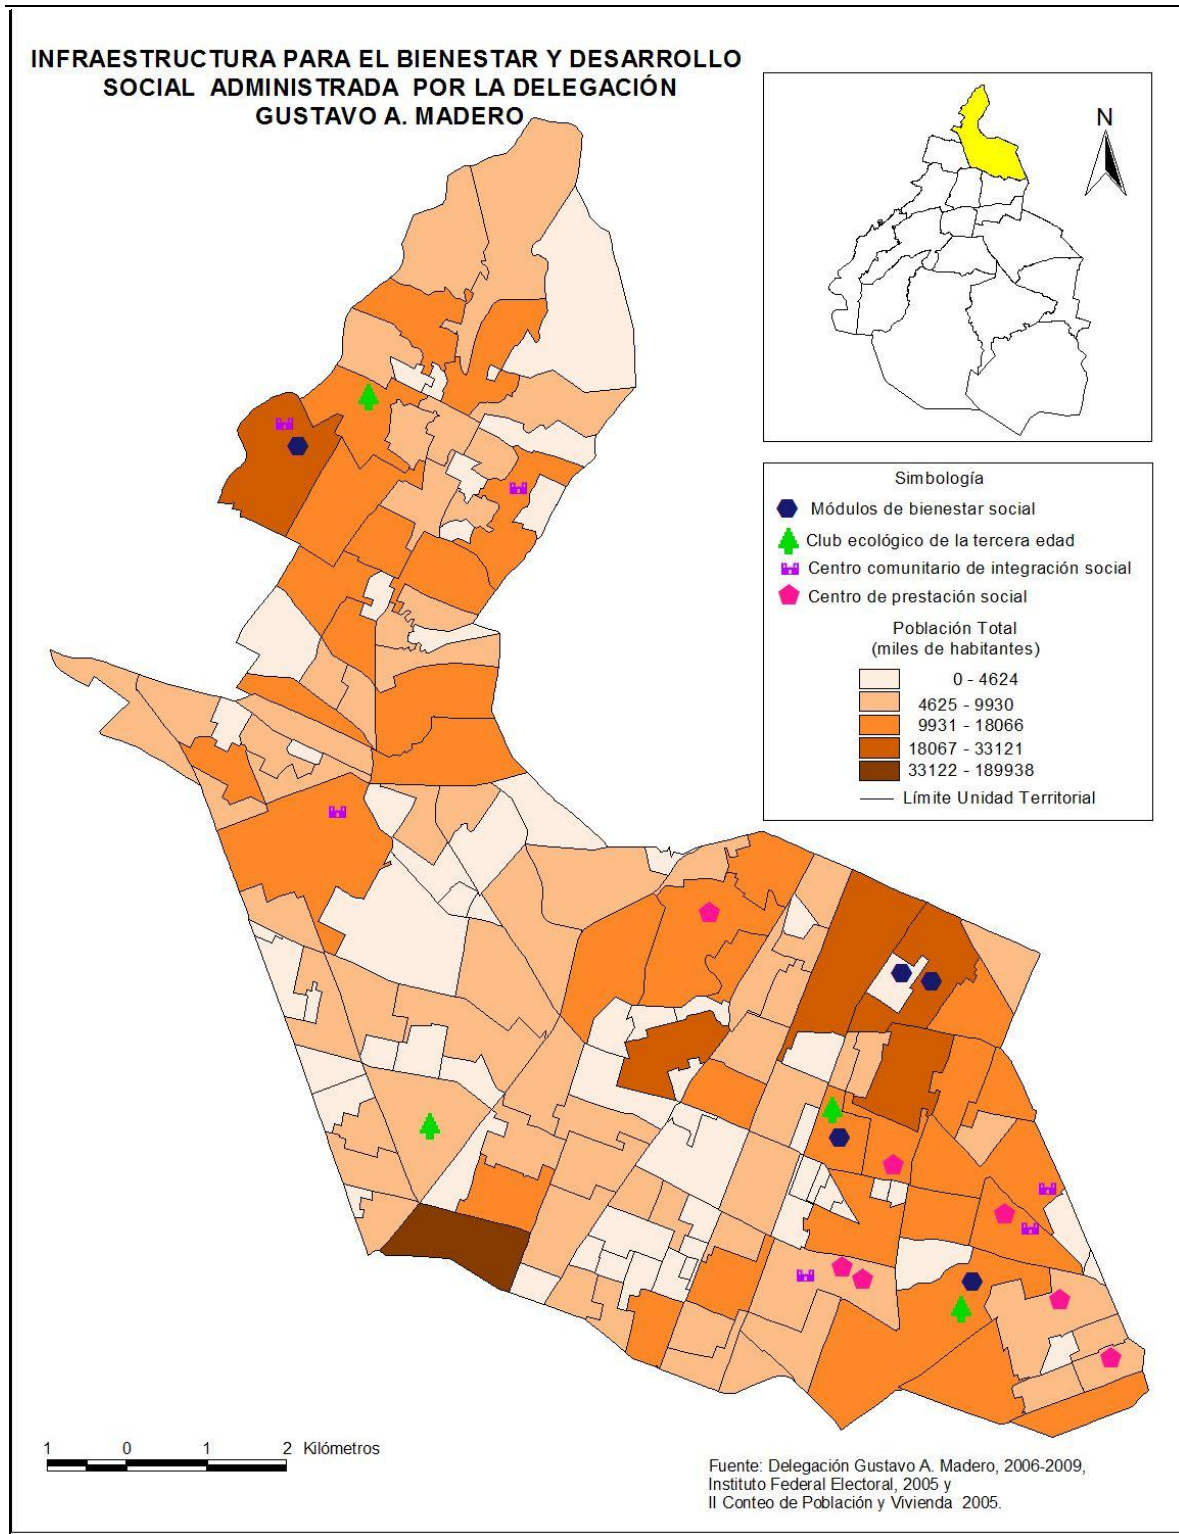 INFRAESTRUCTURA PARA EL BIENESTAR Y DESARROLLO
SOCIAL ADMINISTRADA POR LA DELEGACIÓN
GUSTAVO A. MADERO
N
Simbología
Módulos de bienestar social
Club ecológico de la tercera edad
Centro comunitario de integración social
Centro de prestación social
Población Total
(miles de habitantes)
0 - 4624
4625 - 9930
9931 - 18066
18067 - 33121
33122 - 189938
Límite Unidad Territorial
1 0 1 2 Kilómetros
Fuente: Delegación Gustavo A. Madero, 2006-2009,
Instituto Federal Electoral, 2005 y
II Conteo de Población y Vivienda 2005.